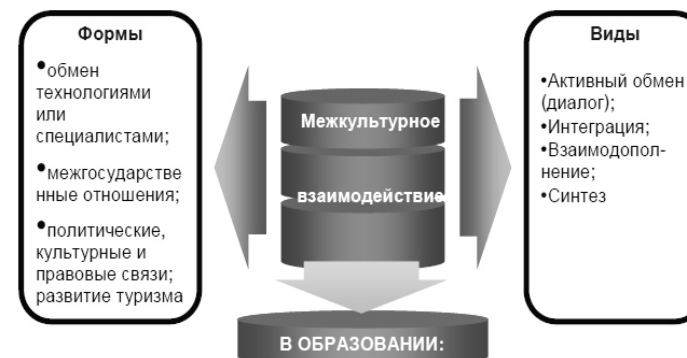 Формы
•обмен
технологиями
или
специалистами;
•межгосударстве
нные отношения;
•политические,
культурные и
правовые связи;
развитие туризма
Межкультурное
взаимодействие
Виды
•Активный обмен
(диалог);
•Интеграция;
•Взаимодопол-
нение;
•Синтез
В ОБРАЗОВАНИИ: